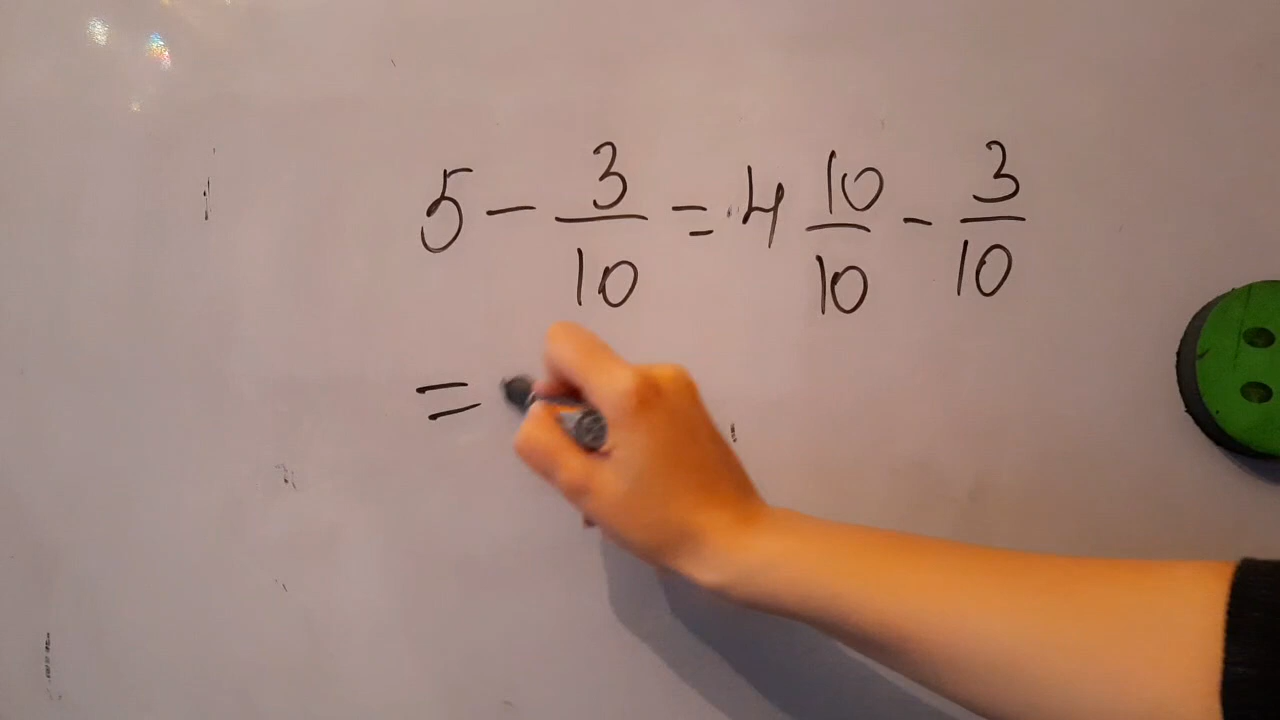 5 - 3/10 = 4 10/10 - 3/10
=